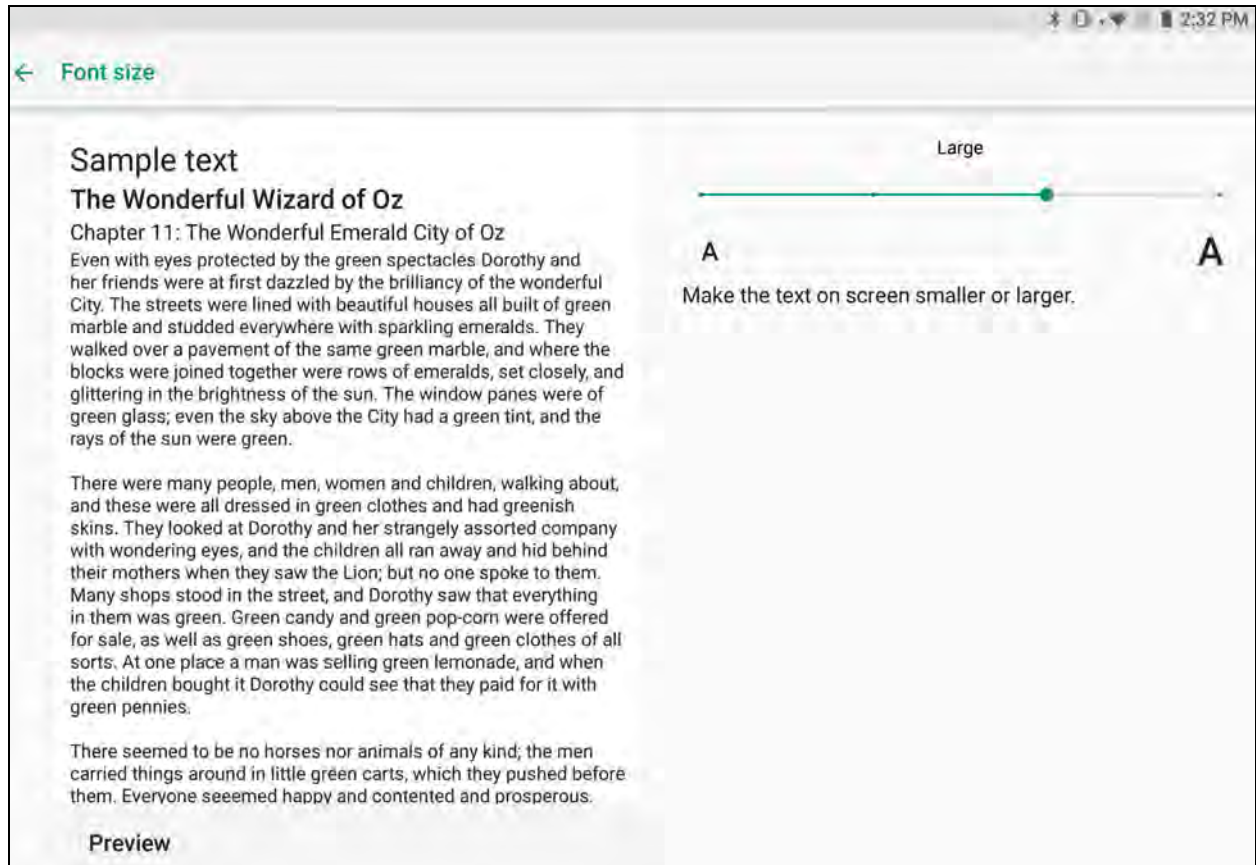 2:32 PM
Font size
Sample text
The Wonderful Wizard of Oz
Chapter 11: The Wonderful Emerald City of Oz
Even with eyes protected by the green spectacles Dorothy and
her friends were at first dazzled by the brilliancy of the wonderful
City. The streets were lined with beautiful houses all built of green
marble and studded everywhere with sparkling emeralds. They
walked over a pavement of the same green marble, and where the
blocks were joined together were rows of emeralds, set closely, and
glittering in the brightness of the sun. The window panes were of
green glass; even the sky above the City had a green tint, and the
rays of the sun were green.
There were many people, men, women and children, walking about,
and these were all dressed in green clothes and had greenish
skins. They looked at Dorothy and her strangely assorted company
with wondering eyes, and the children all ran away and hid behind
their mothers when they saw the Lion; but no one spoke to them.
Many shops stood in the street, and Dorothy saw that everything
in them was green. Green candy and green pop-corn were offered
for sale, as well as green shoes, green hats and green clothes of all
sorts. At one place a man was selling green lemonade, and when
the children bought it Dorothy could see that they paid for it with
green pennies.
There seemed to be no horses nor animals of any kind; the men
carried things around in little green carts, which they pushed before
them. Everyone seeemed happy and contented and prosperous.
Preview
Large
A
A
Make the text on screen smaller or larger.